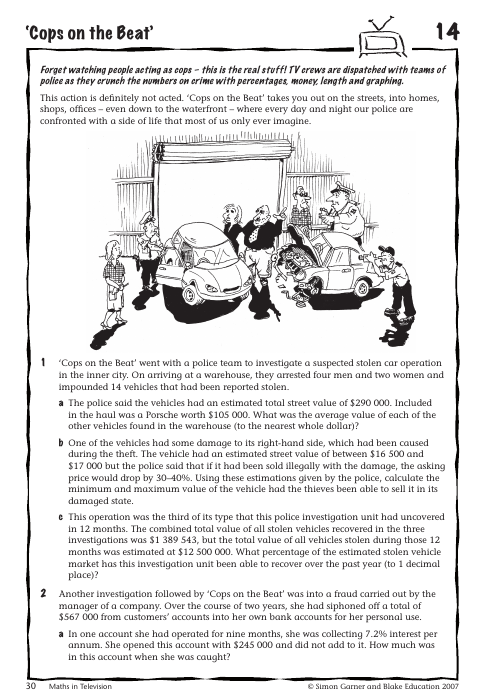 'Cops on the Beat'
14
Forget watching people acting as cops – this is the real stuff! TV crews are dispatched with teams of
police as they crunch the numbers on crime with percentages, money, length and graphing.
This action is definitely not acted. 'Cops on the Beat' takes you out on the streets, into homes,
shops, offices – even down to the waterfront – where every day and night our police are
confronted with a side of life that most of us only ever imagine.
1 'Cops on the Beat' went with a police team to investigate a suspected stolen car operation
in the inner city. On arriving at a warehouse, they arrested four men and two women and
impounded 14 vehicles that had been reported stolen.
a The police said the vehicles had an estimated total street value of $290 000. Included
in the haul was a Porsche worth $105 000. What was the average value of each of the
other vehicles found in the warehouse (to the nearest whole dollar)?
b One of the vehicles had some damage to its right-hand side, which had been caused
during the theft. The vehicle had an estimated street value of between $16 500 and
$17 000 but the police said that if it had been sold illegally with the damage, the asking
price would drop by 30–40%. Using these estimations given by the police, calculate the
minimum and maximum value of the vehicle had the thieves been able to sell it in its
damaged state.
c This operation was the third of its type that this police investigation unit had uncovered
in 12 months. The combined total value of all stolen vehicles recovered in the three
investigations was $1 389 543, but the total value of all vehicles stolen during those 12
months was estimated at $12 500 000. What percentage of the estimated stolen vehicle
market has this investigation unit been able to recover over the past year (to 1 decimal
place)?
2 Another investigation followed by 'Cops on the Beat' was into a fraud carried out by the
manager of a company. Over the course of two years, she had siphoned off a total of
$567 000 from customers' accounts into her own bank accounts for her personal use.
a In one account she had operated for nine months, she was collecting 7.2% interest per
annum. She opened this account with $245 000 and did not add to it. How much was
in this account when she was caught?
30 Maths in Television
© Simon Garner and Blake Education 2007